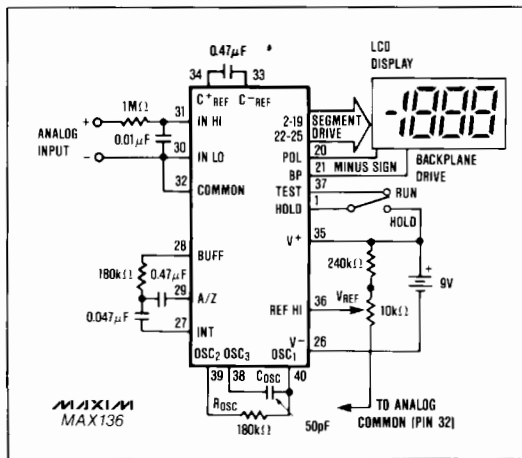 0.47μF
34 33
C⁺REF C⁻REF
LCD
DISPLAY
-1888
1MΩ
+
ANALOG
INPUT
-
0.01μF
31 IN HI
30 IN LO
32 COMMON
2-19
22-25
SEGMENT
DRIVE
POL 20
MINUS SIGN
BP 21
BACKPLANE
DRIVE
TEST 37
RUN
HOLD 1
HOLD
V+ 35
240kΩ
+
9V
28 BUFF
180kΩ
0.47μF
29 A/Z
0.047μF
27 INT
REF HI 36
VREF
10kΩ
V- 26
OSC2 OSC3 OSC1
39 38 40
COSC
ROSC
180kΩ
50pF
TO ANALOG
COMMON (PIN 32)
MAXIM
MAX136